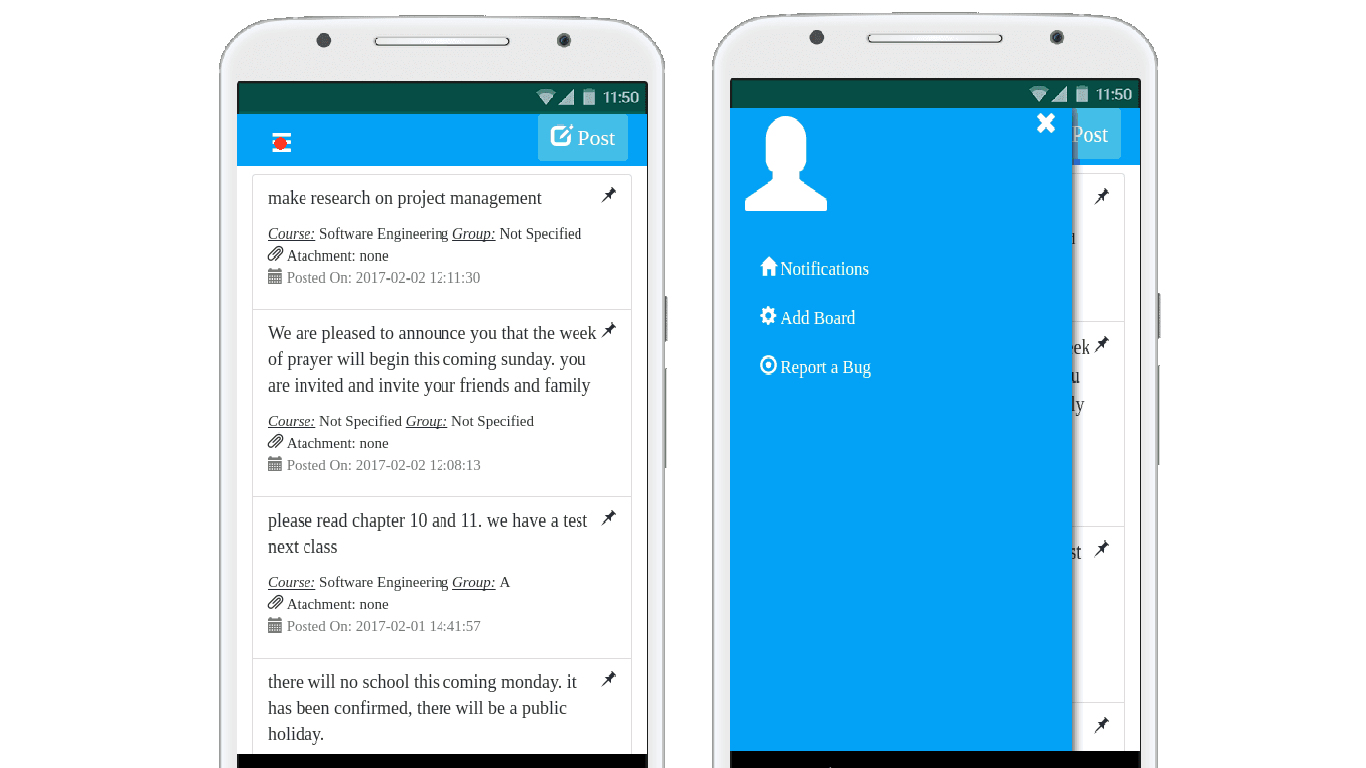 11:50
Post
make research on project management
Course: Software Engineering Group: Not Specified
Atachment: none
Posted On: 2017-02-02 12:11:30
We are pleased to announce you that the week
of prayer will begin this coming sunday. you
are invited and invite your friends and family
Course: Not Specified Group: Not Specified
Atachment: none
Posted On: 2017-02-02 12:08:13
please read chapter 10 and 11. we have a test
next class
Course: Software Engineering Group: A
Atachment: none
Posted On: 2017-02-01 14:41:57
there will no school this coming monday. it
has been confirmed, there will be a public
holiday.
11:50
Post
Notifications
Add Board
Report a Bug